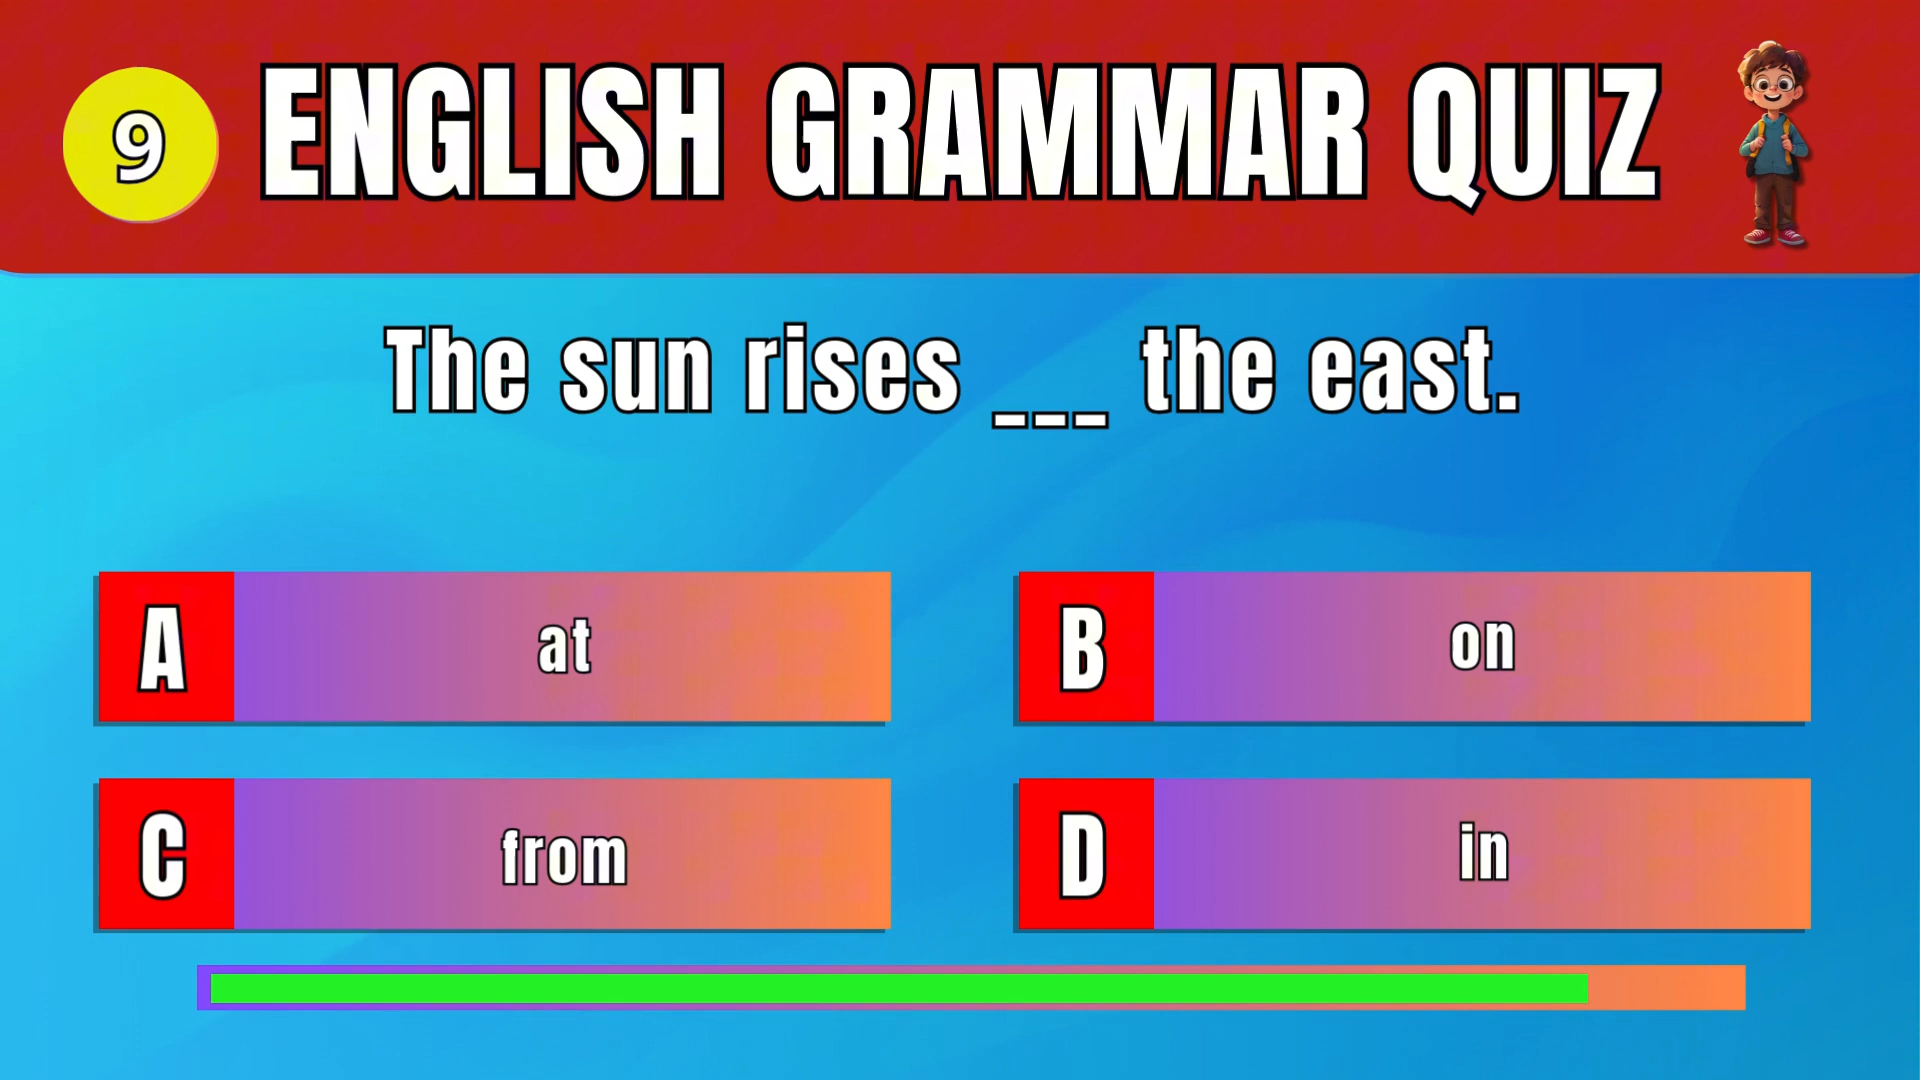 9
ENGLISH GRAMMAR QUIZ
The sun rises ___ the east.
A at
B on
C from
D in